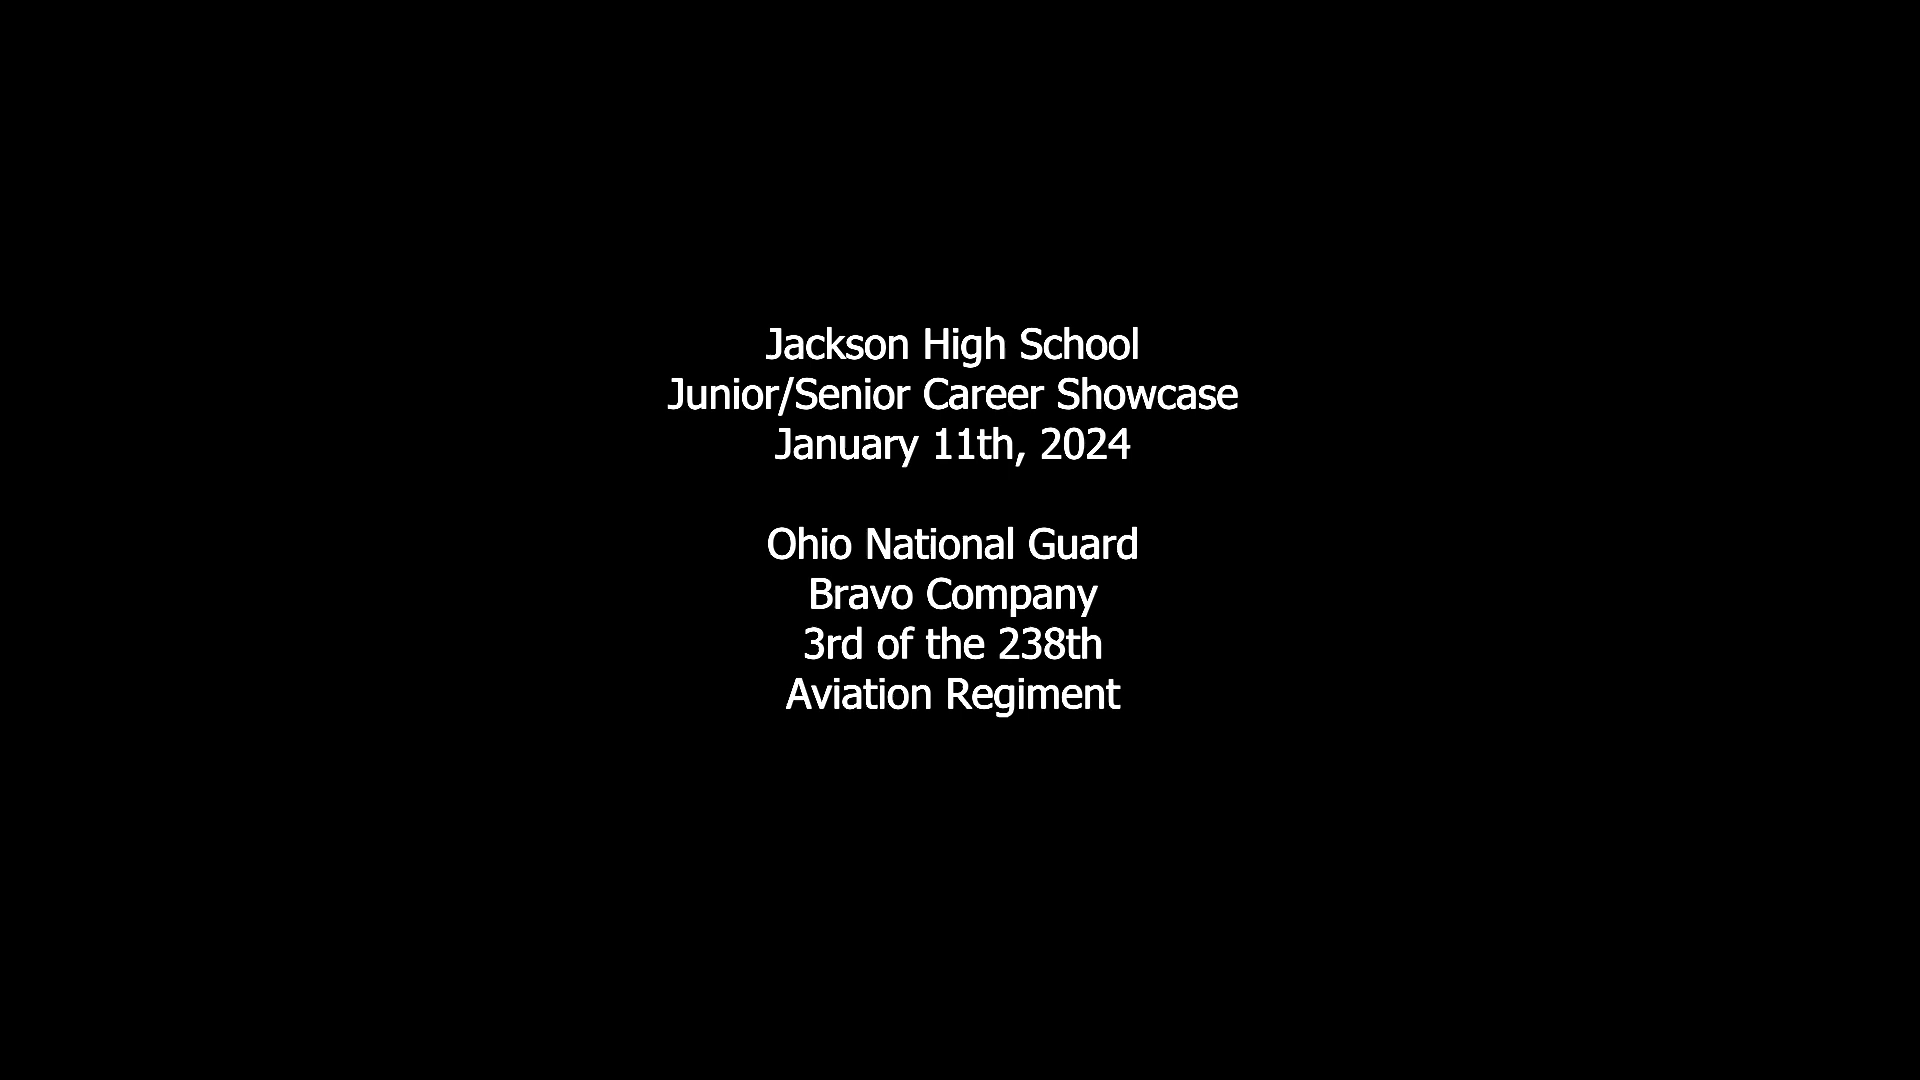 Jackson High School
Junior/Senior Career Showcase
January 11th, 2024
Ohio National Guard
Bravo Company
3rd of the 238th
Aviation Regiment